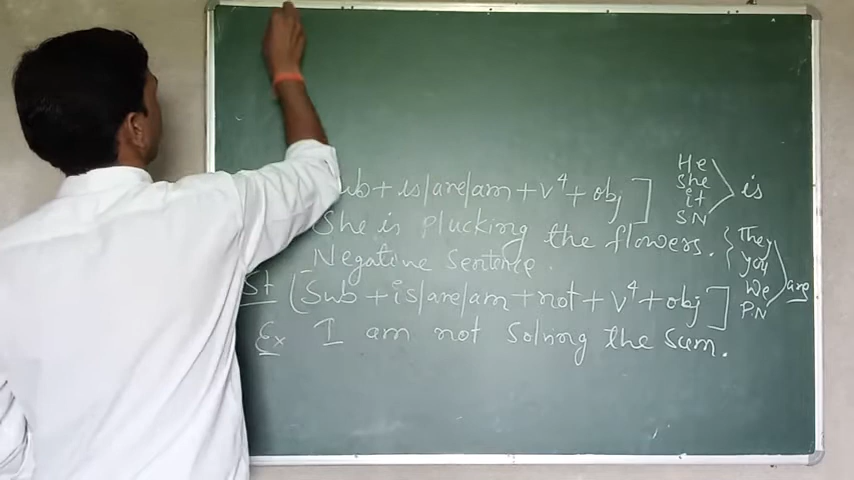 Sub + is/are/am + v⁴ + obj ]
She is plucking the flowers.
Negative Sentence.
St [ Sub + is/are/am + not + v⁴ + obj ]
Ex I am not Solving the Sum.
He
She
it
SN
is
They
you
We
PN
are